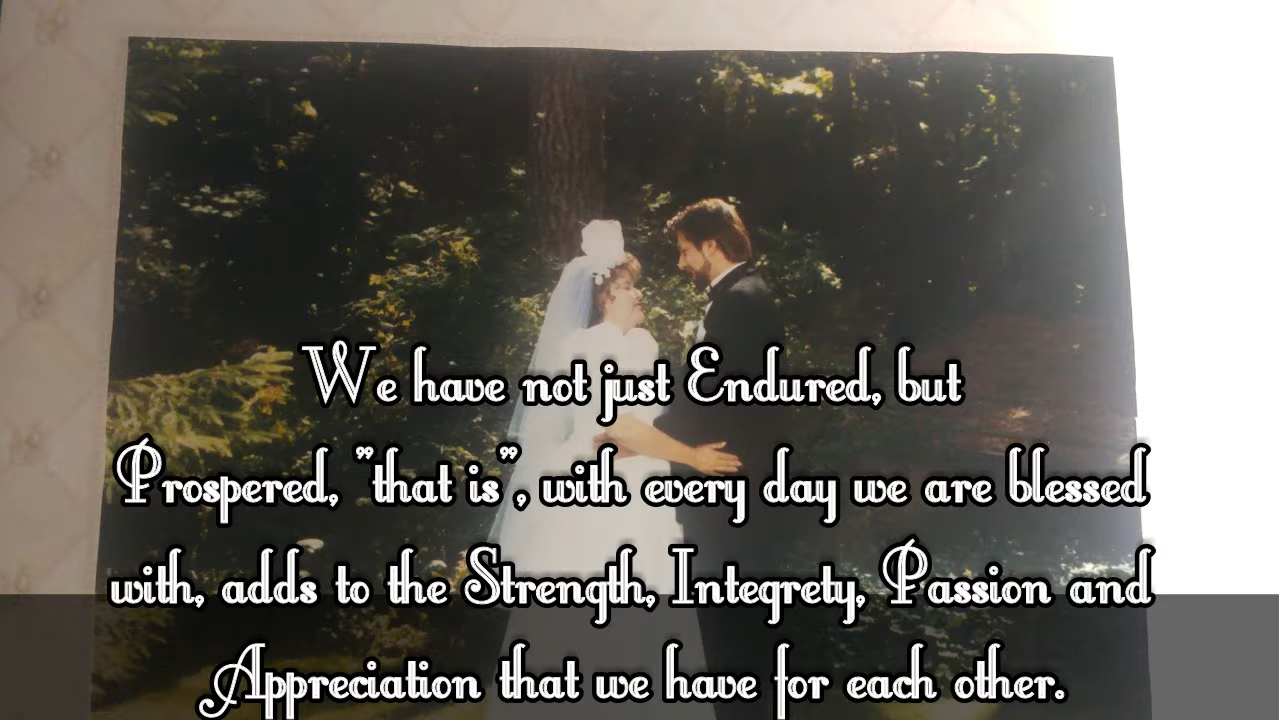 We have not just Endured, but
Prospered, "that is", with every day we are blessed
with, adds to the Strength, Integrety, Passion and
Appreciation that we have for each other.